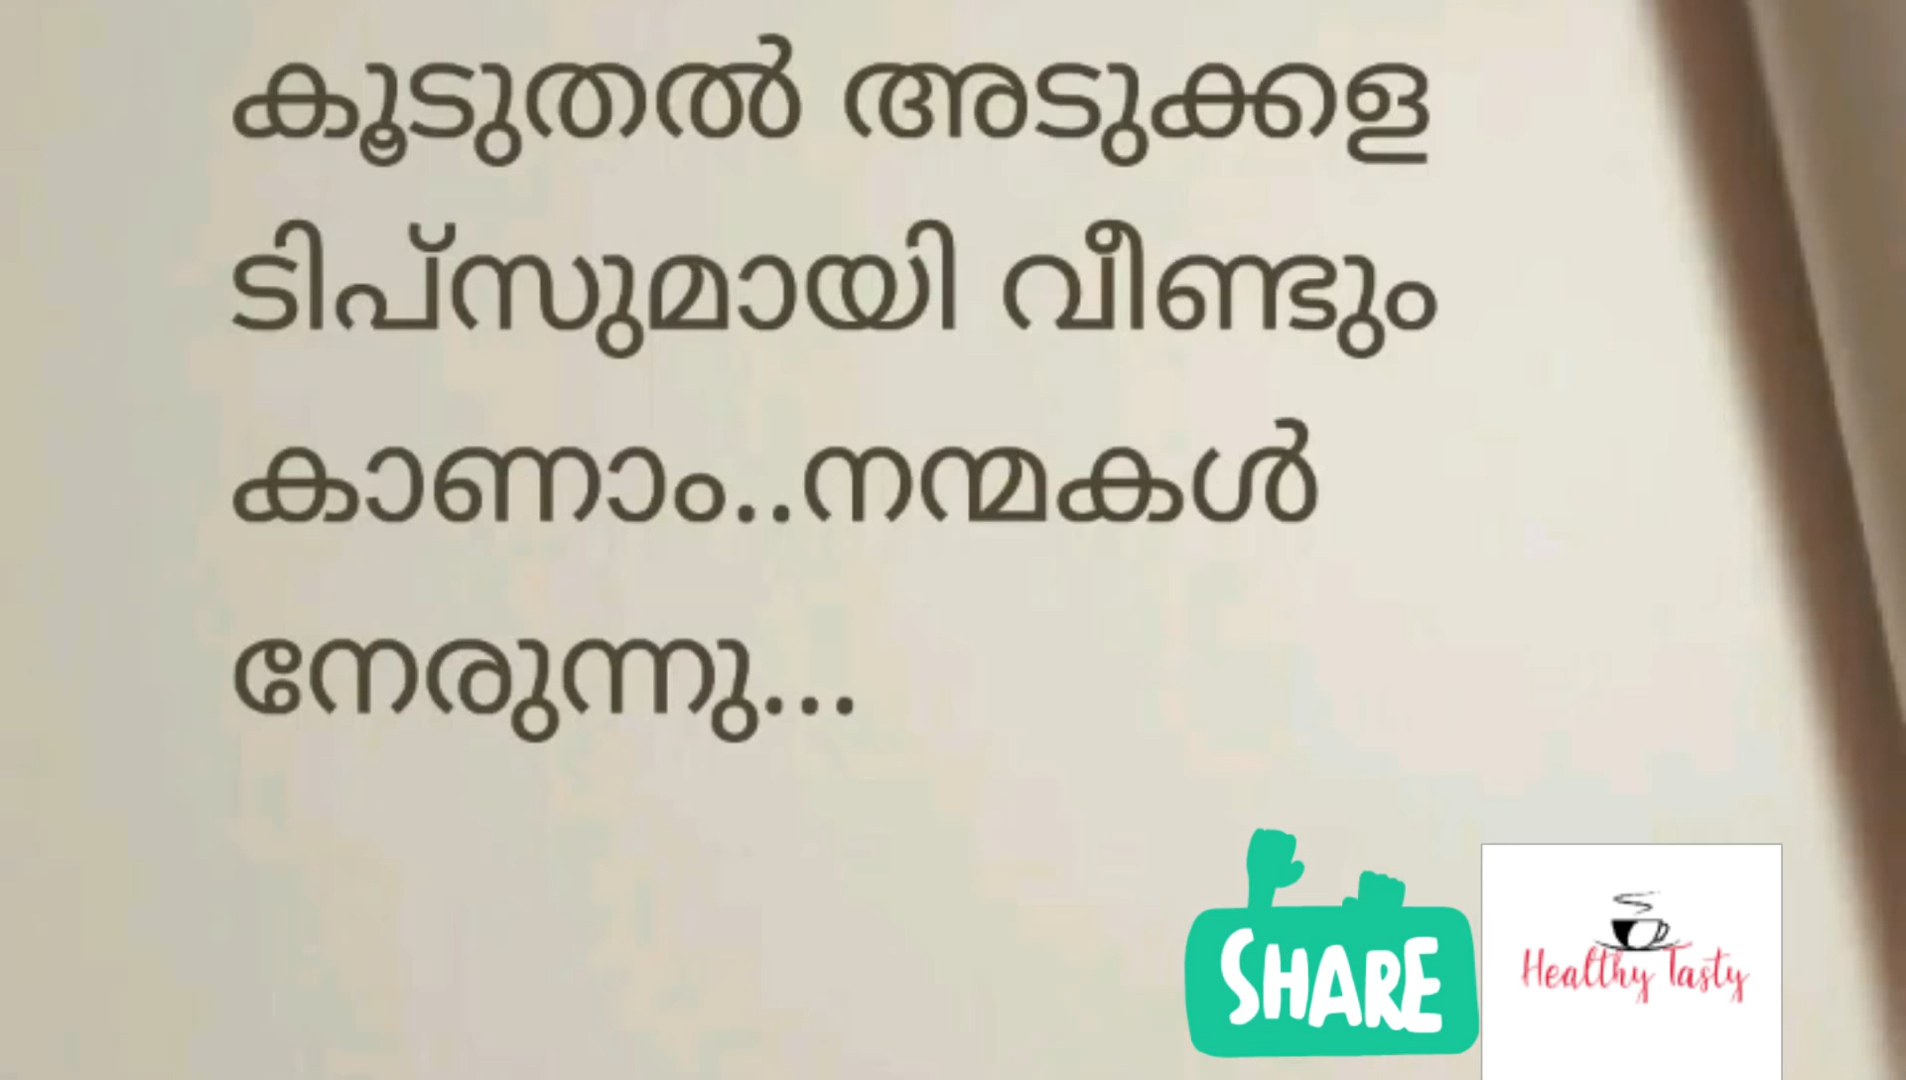 കൂടുതൽ അടുക്കള
ടിപ്സുമായി വീണ്ടും
കാണാം..നന്മകൾ
നേരുന്നു...
SHARE
Healthy Tasty